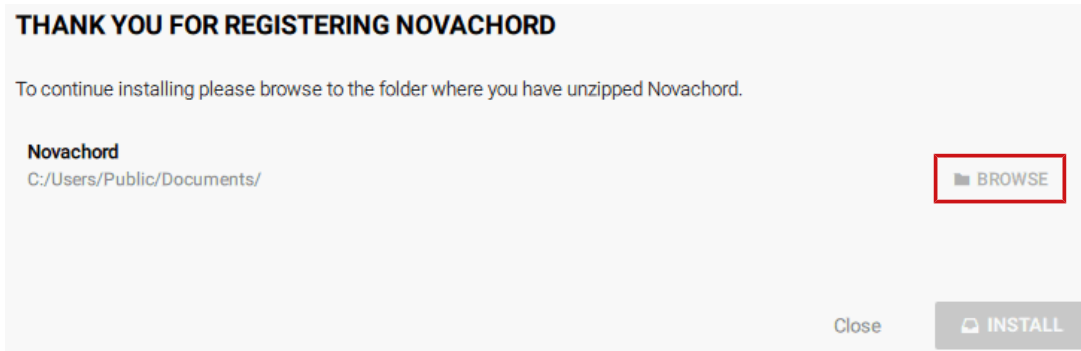 THANK YOU FOR REGISTERING NOVACHORD
To continue installing please browse to the folder where you have unzipped Novachord.
Novachord
C:/Users/Public/Documents/
BROWSE
Close
INSTALL